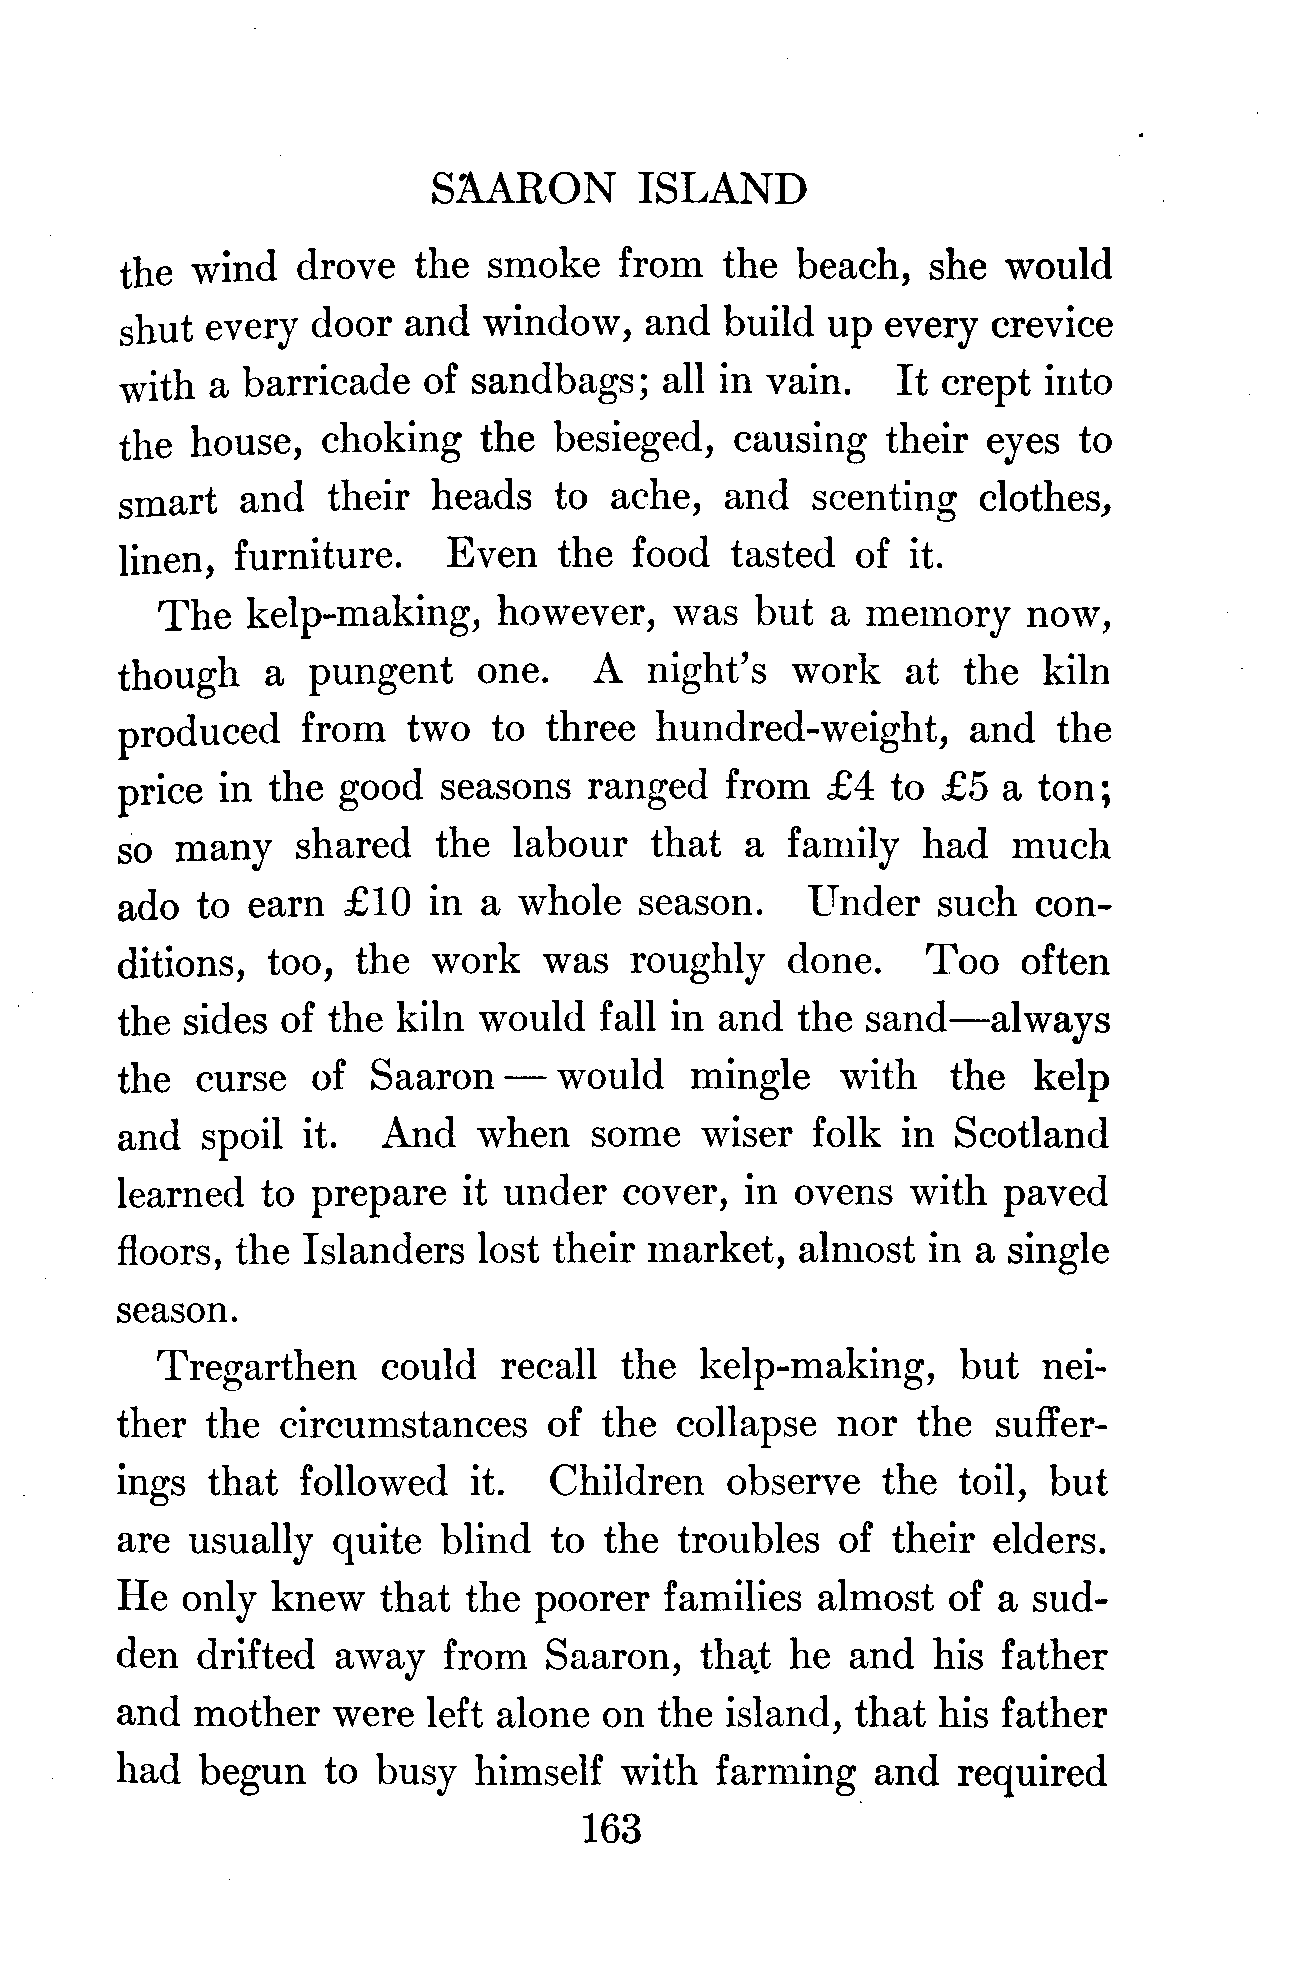 SAARON ISLAND
the wind drove the smoke from the beach, she would
shut every door and window, and build up every crevice
with a barricade of sandbags; all in vain. It crept into
the house, choking the besieged, causing their eyes to
smart and their heads to ache, and scenting clothes,
linen, furniture. Even the food tasted of it.
The kelp-making, however, was but a memory now,
though a pungent one. A night's work at the kiln
produced from two to three hundred-weight, and the
price in the good seasons ranged from £4 to £5 a ton;
so many shared the labour that a family had much
ado to earn £10 in a whole season. Under such con-
ditions, too, the work was roughly done. Too often
the sides of the kiln would fall in and the sand—always
the curse of Saaron — would mingle with the kelp
and spoil it. And when some wiser folk in Scotland
learned to prepare it under cover, in ovens with paved
floors, the Islanders lost their market, almost in a single
season.
Tregarthen could recall the kelp-making, but nei-
ther the circumstances of the collapse nor the suffer-
ings that followed it. Children observe the toil, but
are usually quite blind to the troubles of their elders.
He only knew that the poorer families almost of a sud-
den drifted away from Saaron, that he and his father
and mother were left alone on the island, that his father
had begun to busy himself with farming and required
163